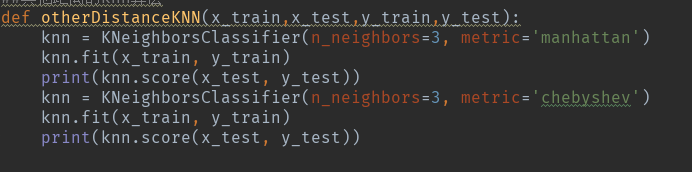 def otherDistanceKNN(x_train,x_test,y_train,y_test):
    knn = KNeighborsClassifier(n_neighbors=3, metric='manhattan')
    knn.fit(x_train, y_train)
    print(knn.score(x_test, y_test))
    knn = KNeighborsClassifier(n_neighbors=3, metric='chebyshev')
    knn.fit(x_train, y_train)
    print(knn.score(x_test, y_test))